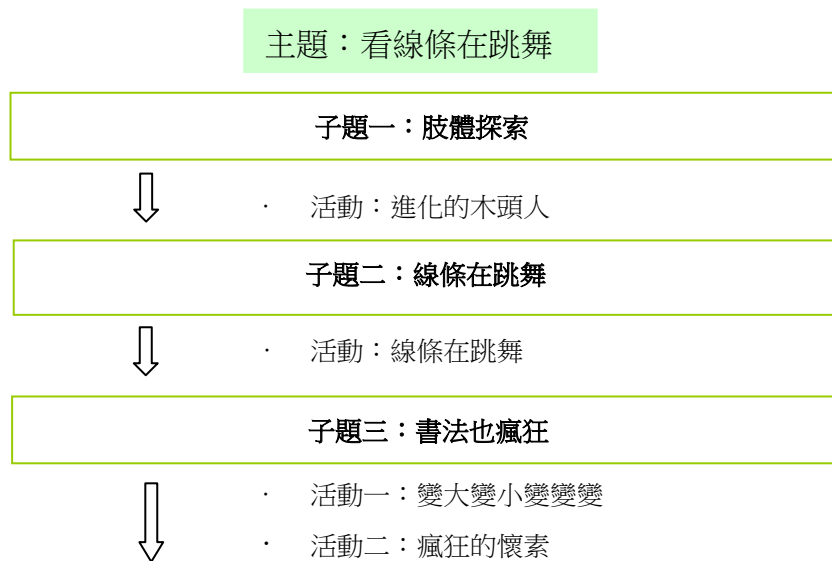 主題：看線條在跳舞
子題一：肢體探索
· 活動：進化的木頭人
子題二：線條在跳舞
· 活動：線條在跳舞
子題三：書法也瘋狂
· 活動一：變大變小變變變
· 活動二：瘋狂的懷素